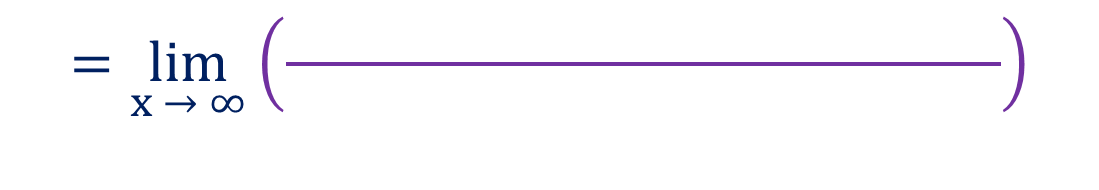 = lim (
x → ∞
)